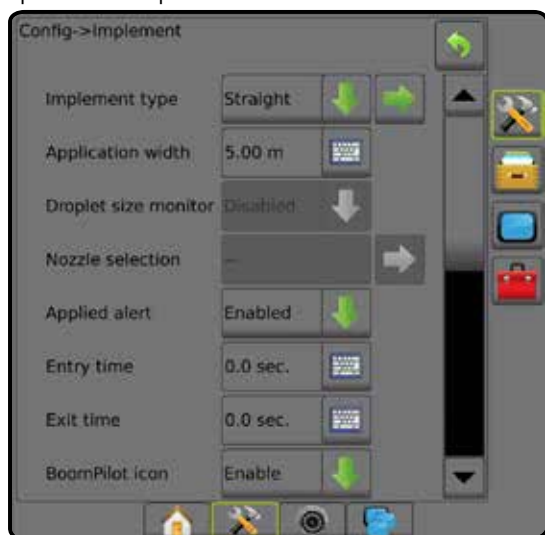 Config->Implement
Implement type Straight
Application width 5.00 m
Droplet size monitor Disabled
Nozzle selection ---
Applied alert Enabled
Entry time 0.0 sec.
Exit time 0.0 sec.
BoomPilot icon Enable